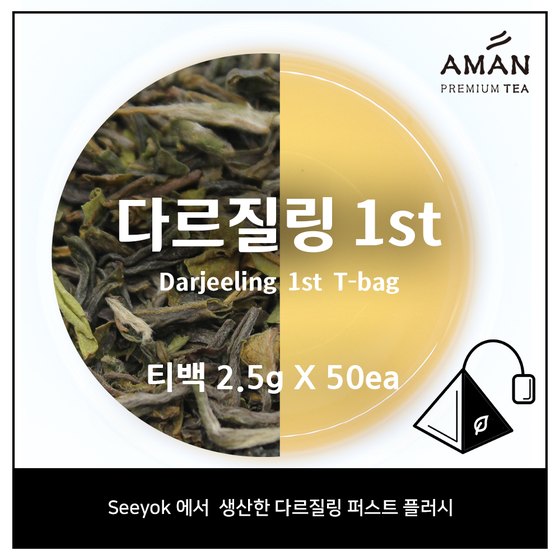 AMAN
PREMIUM TEA
다르질링 1st
Darjeeling 1st T-bag
티백 2.5g X 50ea
Seeyok 에서 생산한 다르질링 퍼스트 플러시